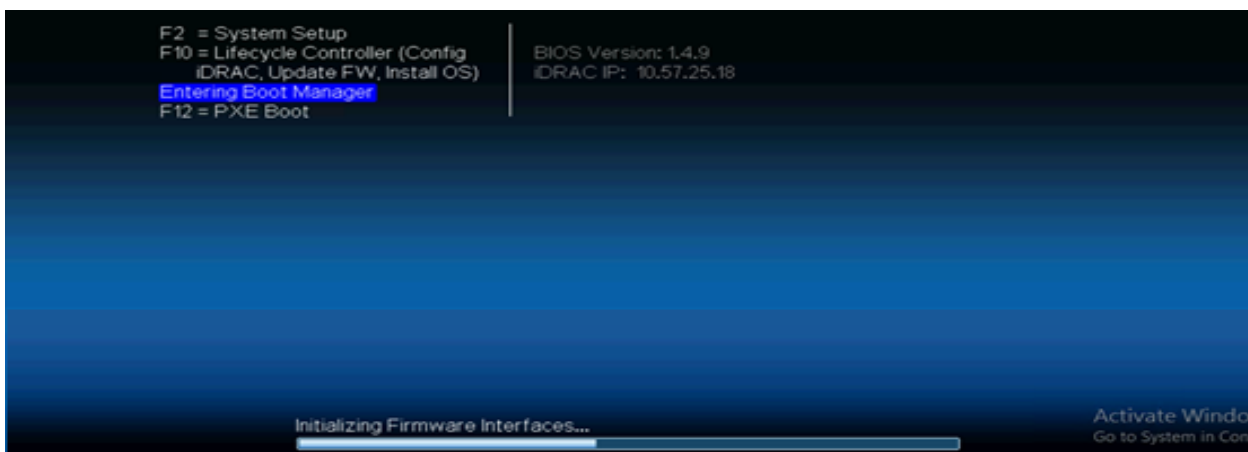 F2 = System Setup
F10 = Lifecycle Controller (Config
iDRAC, Update FW, Install OS)
Entering Boot Manager
F12 = PXE Boot
BIOS Version: 1.4.9
iDRAC IP: 10.57.25.18
Initializing Firmware Interfaces...
Activate Windo
Go to System in Con